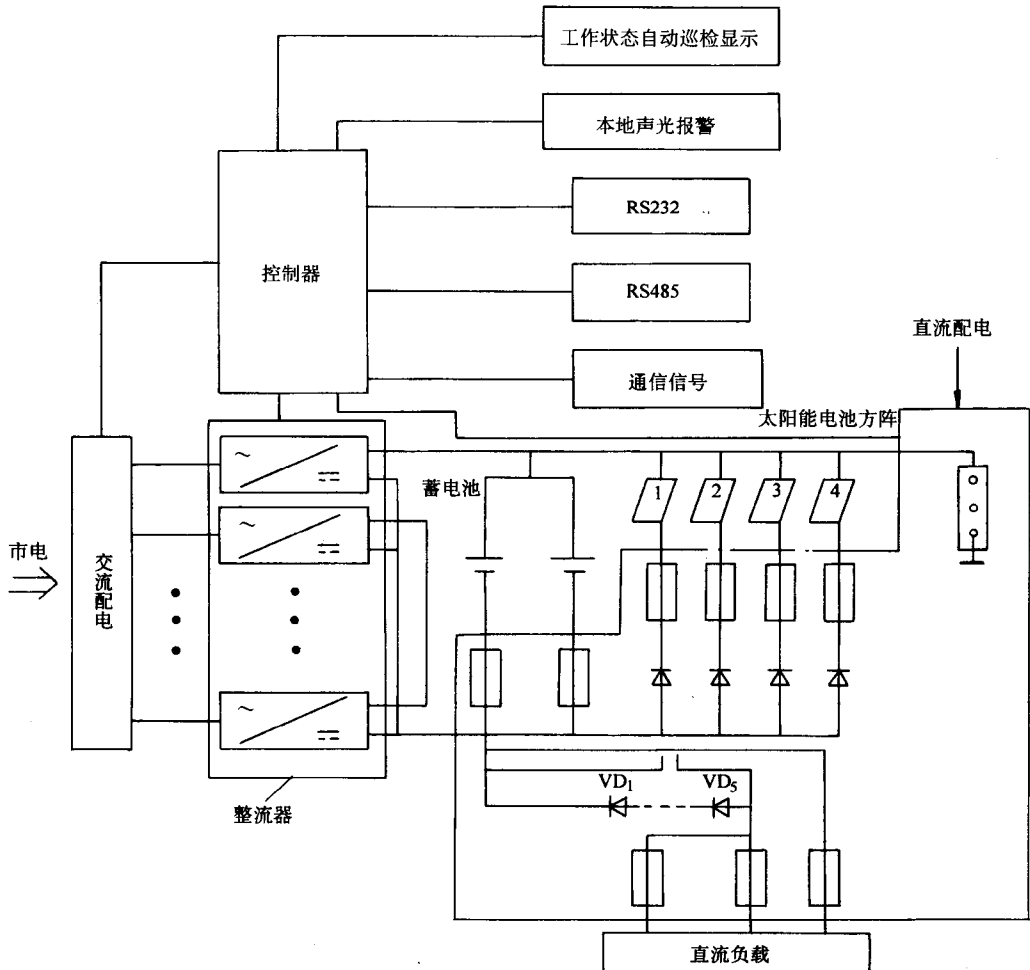 工作状态自动巡检显示
本地声光报警
RS232
控制器
RS485
直流配电
通信信号
太阳能电池方阵
~
蓄电池
1
2
3
4
~
市电
交流配电
~
VD1
VD5
整流器
直流负载